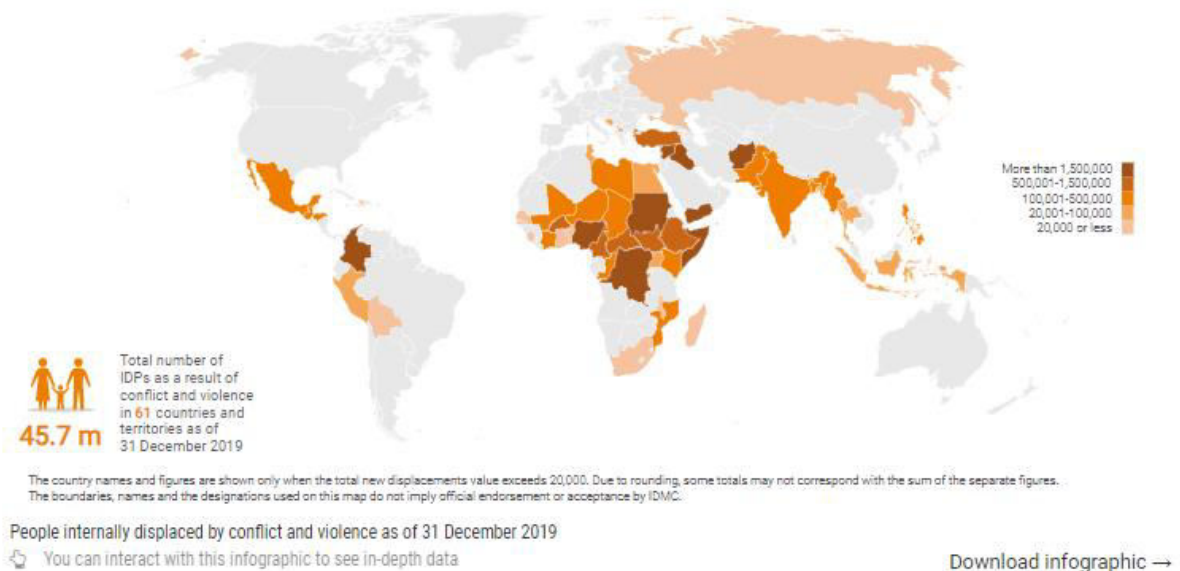 More than 1,500,000
500,001-1,500,000
100,001-500,000
20,001-100,000
20,000 or less
Total number of
IDPs as a result of
conflict and violence
in 61 countries and
territories as of
31 December 2019
45.7 m
The country names and figures are shown only when the total new displacements value exceeds 20,000. Due to rounding, some totals may not correspond with the sum of the separate figures.
The boundaries, names and the designations used on this map do not imply official endorsement or acceptance by IDMC.
People internally displaced by conflict and violence as of 31 December 2019
You can interact with this infographic to see in-depth data
Download infographic →